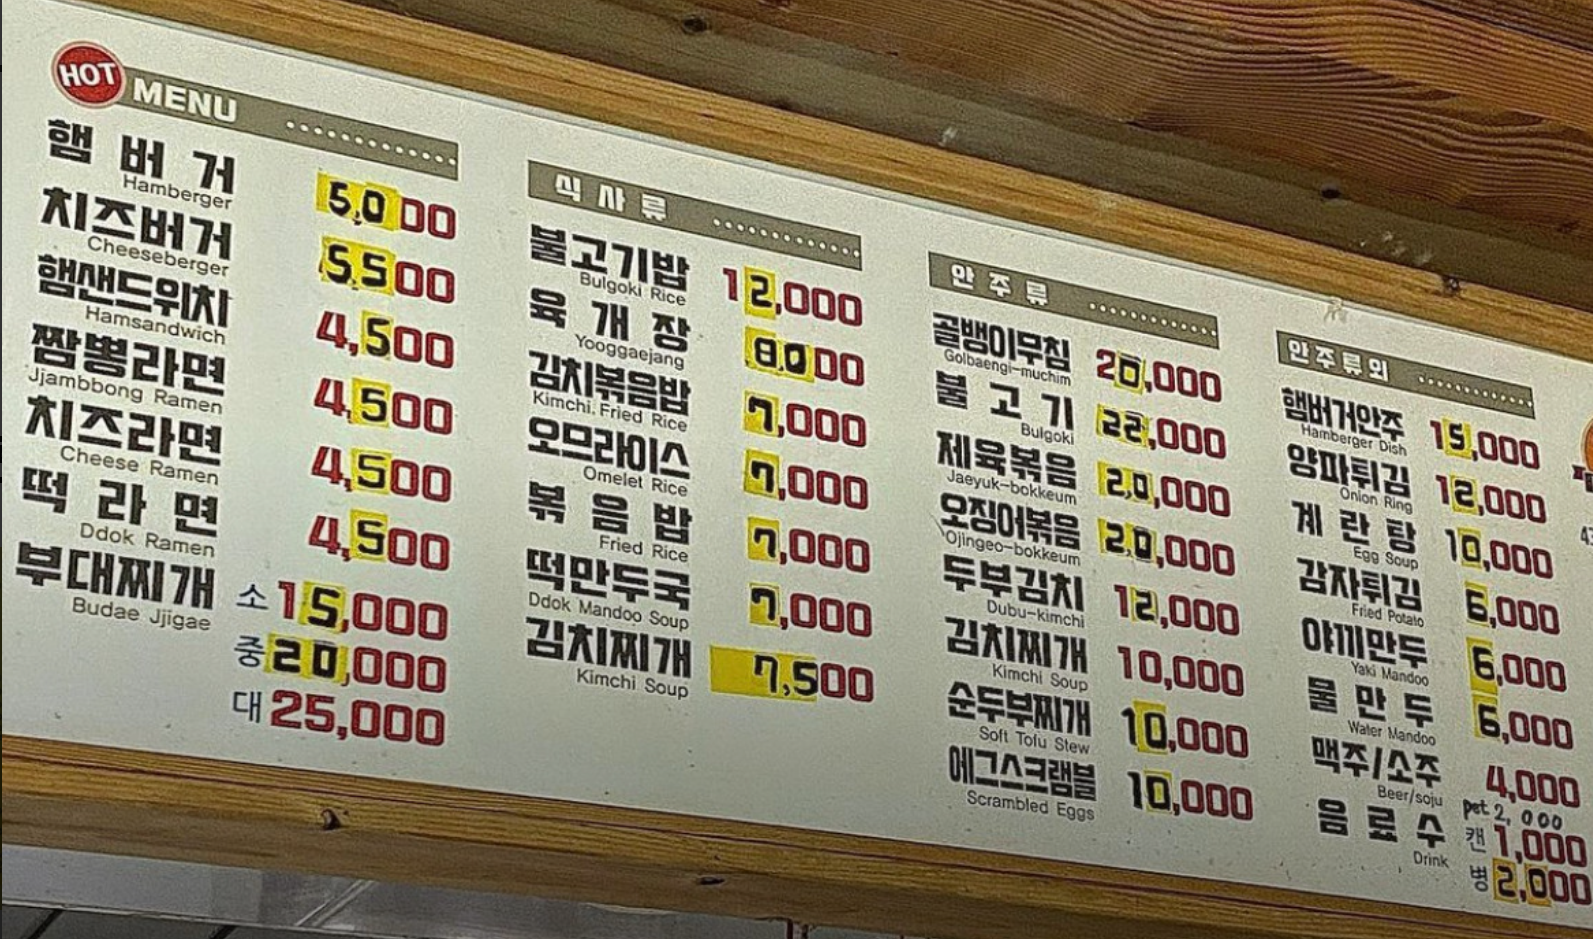 HOT MENU
햄버거 5,000
Hamberger
치즈버거 5,500
Cheeseberger
햄샌드위치 4,500
Hamsandwich
짬뽕라면 4,500
Jjambbong Ramen
치즈라면 4,500
Cheese Ramen
떡라면 4,500
Ddok Ramen
부대찌개 소 15,000
Budae Jjigae
중 20,000
대 25,000
식사류
불고기밥 12,000
Bulgoki Rice
육개장 8,000
Yooggaejang
김치볶음밥 7,000
Kimchi. Fried Rice
오므라이스 7,000
Omelet Rice
볶음밥 7,000
Fried Rice
떡만두국 7,000
Ddok Mandoo Soup
김치찌개 7,500
Kimchi Soup
안주류
골뱅이무침 20,000
Golbaengi-muchim
불고기 22,000
Bulgoki
제육볶음 20,000
Jaeyuk-bokkeum
오징어볶음 20,000
Ojingeo-bokkeum
두부김치 12,000
Dubu-kimchi
김치찌개 10,000
Kimchi Soup
순두부찌개 10,000
Soft Tofu Stew
에그스크램블 10,000
Scrambled Eggs
안주류외
햄버거안주 15,000
Hamberger Dish
양파튀김 12,000
Onion Ring
계란탕 10,000
Egg Soup
감자튀김 6,000
Fried Potato
야끼만두 6,000
Yaki Mandoo
물만두 6,000
Water Mandoo
맥주/소주 4,000
Beer/soju
pet 2,000
음료수 캔 1,000
Drink
병 2,000